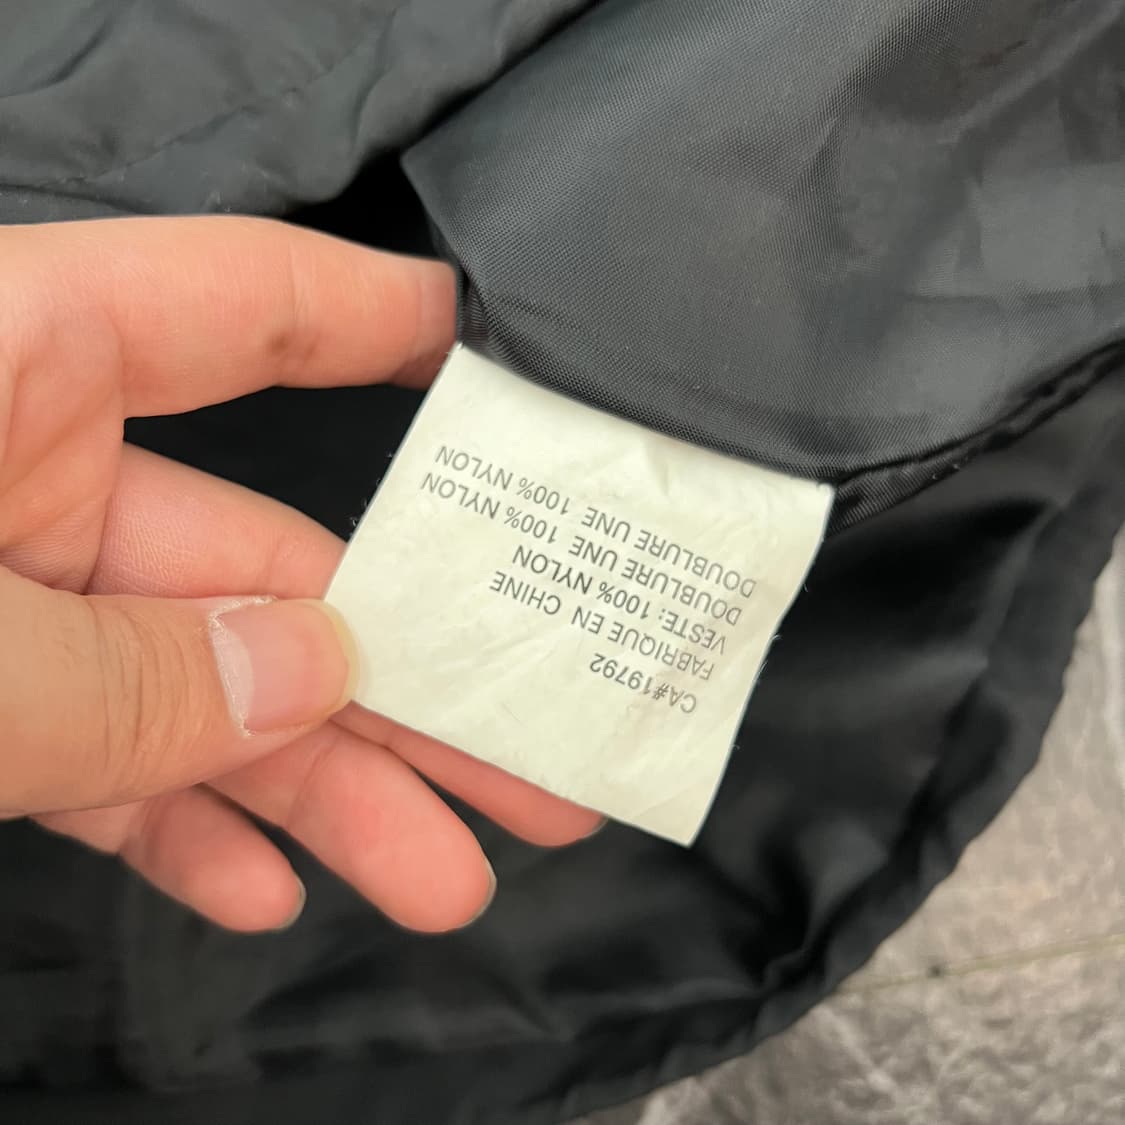 CA#19792
FABRIQUE EN CHINE
VESTE: 100% NYLON
DOUBLURE UNE 100% NYLON
DOUBLURE UNE 100% NYLON